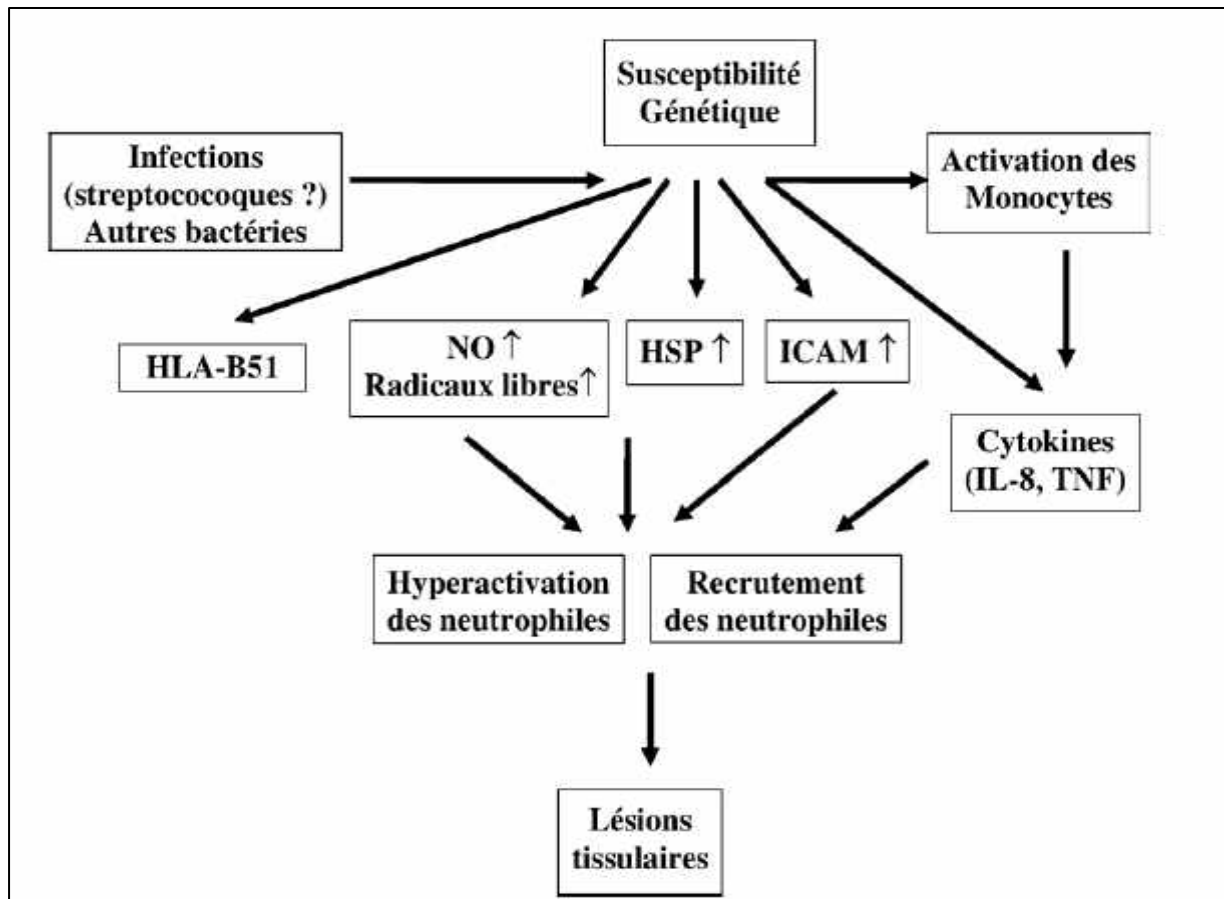 Susceptibilité
Génétique
Infections
(streptococoques ?)
Autres bactéries
Activation des
Monocytes
HLA-B51
NO ↑
Radicaux libres↑
HSP ↑
ICAM ↑
Cytokines
(IL-8, TNF)
Hyperactivation
des neutrophiles
Recrutement
des neutrophiles
Lésions
tissulaires